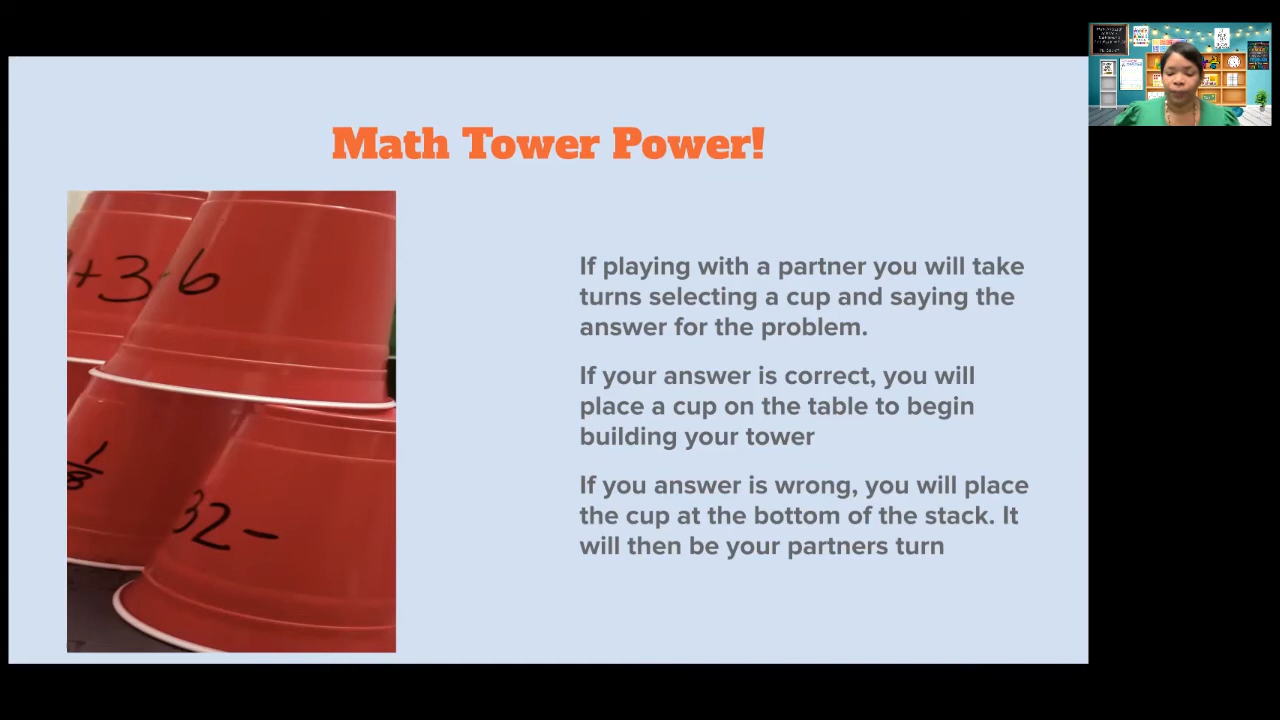 Math Tower Power!
+3
6
1/8
32-
If playing with a partner you will take
turns selecting a cup and saying the
answer for the problem.
If your answer is correct, you will
place a cup on the table to begin
building your tower
If you answer is wrong, you will place
the cup at the bottom of the stack. It
will then be your partners turn